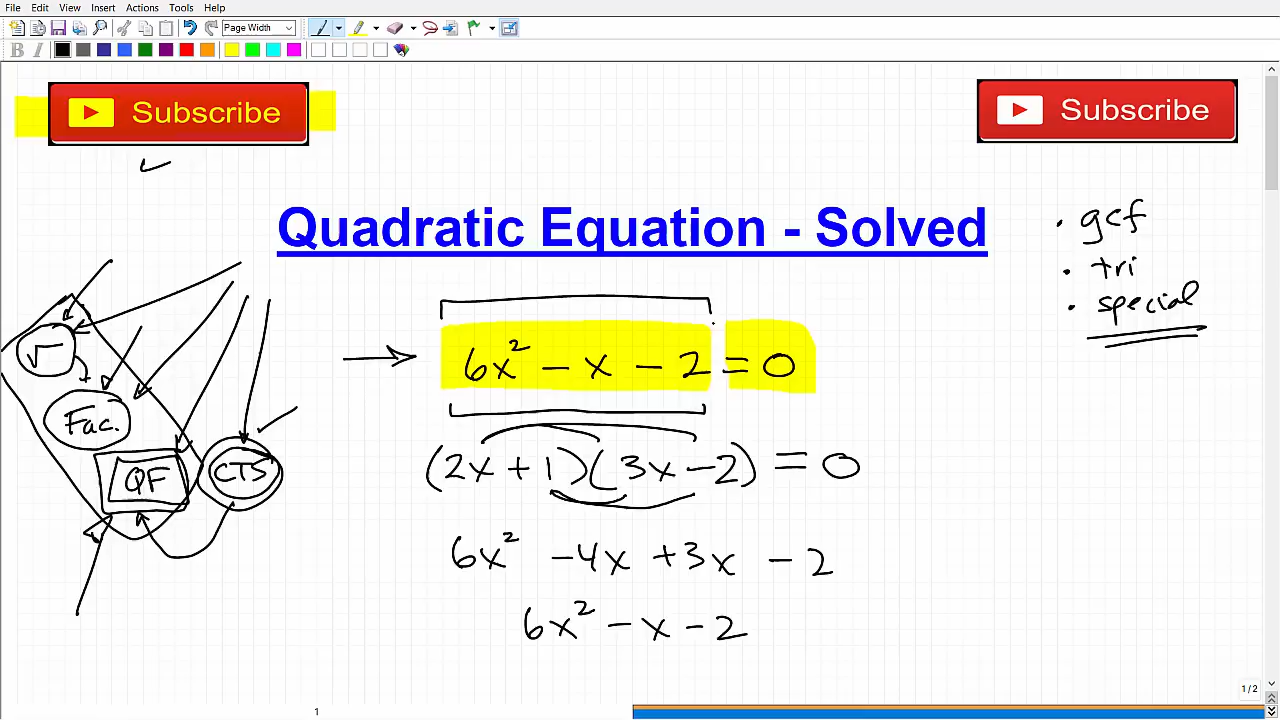 File Edit View Insert Actions Tools Help
Page Width
B I
Subscribe
Subscribe
Quadratic Equation - Solved
• gcf
• tri
• special
√
Fac.
QF
CTS
→ 6x² - x - 2 = 0
(2x + 1)(3x - 2) = 0
6x² - 4x + 3x - 2
6x² - x - 2
1/2
1